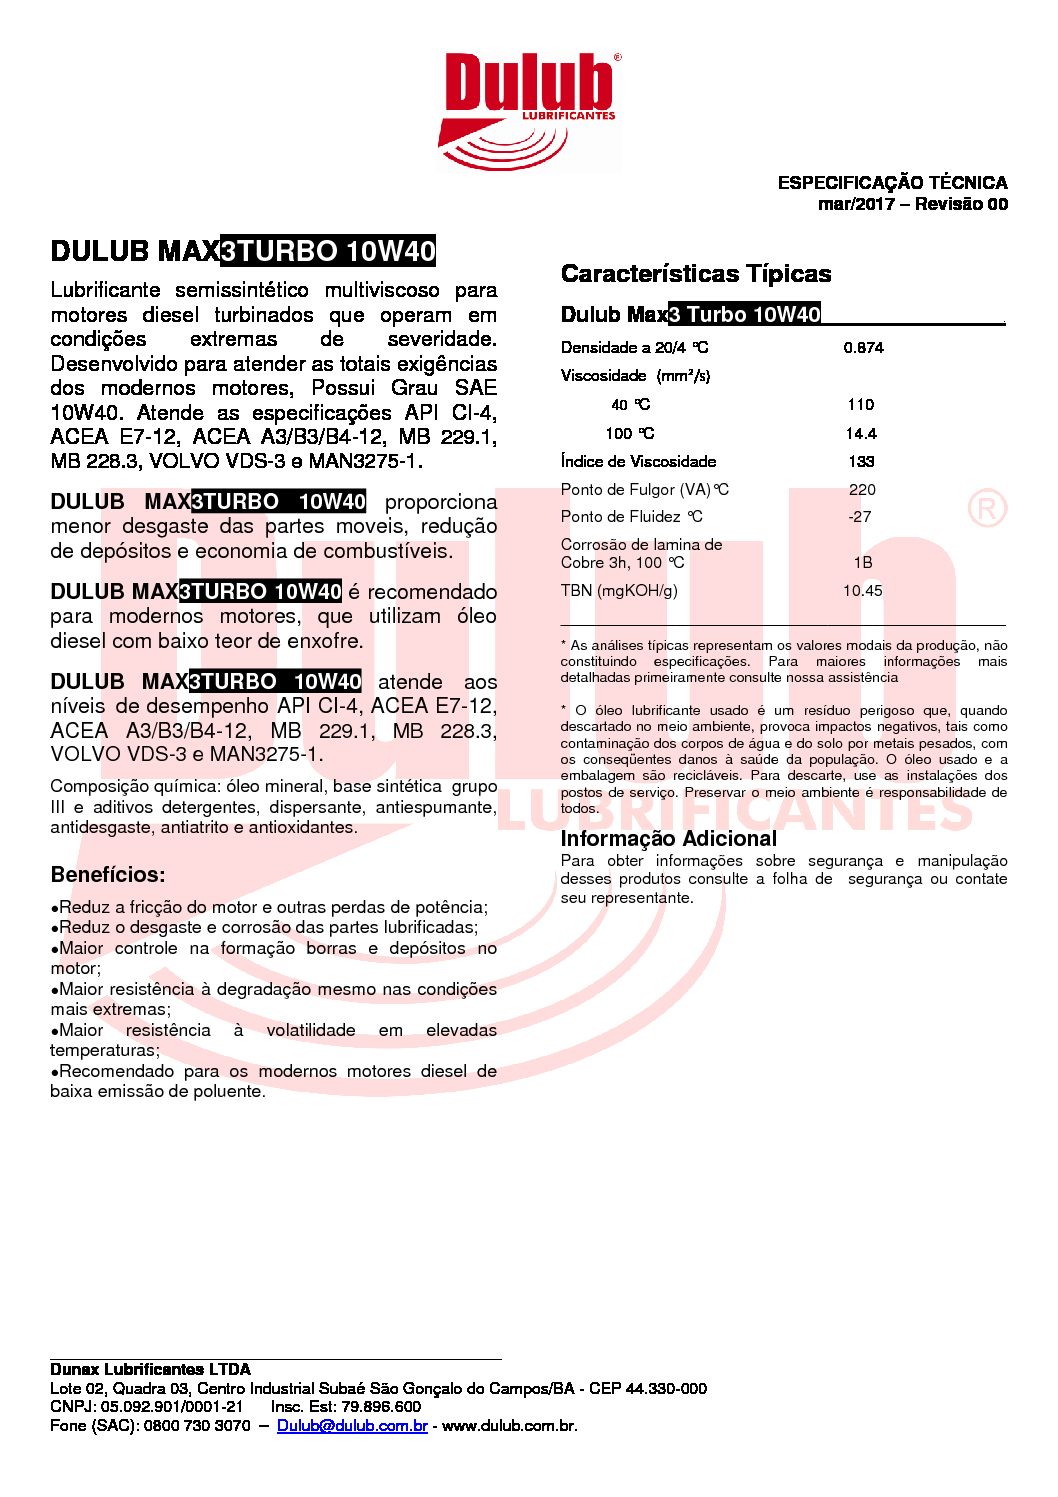 Dulub®
LUBRIFICANTES
ESPECIFICAÇÃO TÉCNICA
mar/2017 – Revisão 00
DULUB MAX3TURBO 10W40
Lubrificante semissintético multiviscoso para
motores diesel turbinados que operam em
condições extremas de severidade.
Desenvolvido para atender as totais exigências
dos modernos motores, Possui Grau SAE
10W40. Atende as especificações API CI-4,
ACEA E7-12, ACEA A3/B3/B4-12, MB 229.1,
MB 228.3, VOLVO VDS-3 e MAN3275-1.
DULUB MAX3TURBO 10W40 proporciona
menor desgaste das partes moveis, redução
de depósitos e economia de combustíveis.
DULUB MAX3TURBO 10W40 é recomendado
para modernos motores, que utilizam óleo
diesel com baixo teor de enxofre.
DULUB MAX3TURBO 10W40 atende aos
níveis de desempenho API CI-4, ACEA E7-12,
ACEA A3/B3/B4-12, MB 229.1, MB 228.3,
VOLVO VDS-3 e MAN3275-1.
Composição química: óleo mineral, base sintética grupo
III e aditivos detergentes, dispersante, antiespumante,
antidesgaste, antiatrito e antioxidantes.
Benefícios:
●Reduz a fricção do motor e outras perdas de potência;
●Reduz o desgaste e corrosão das partes lubrificadas;
●Maior controle na formação borras e depósitos no
motor;
●Maior resistência à degradação mesmo nas condições
mais extremas;
●Maior resistência à volatilidade em elevadas
temperaturas;
●Recomendado para os modernos motores diesel de
baixa emissão de poluente.
Características Típicas
Dulub Max3 Turbo 10W40.
Densidade a 20/4 °C 0.874
Viscosidade (mm²/s)
40 °C 110
100 °C 14.4
Índice de Viscosidade 133
Ponto de Fulgor (VA)°C 220
Ponto de Fluidez °C -27
Corrosão de lamina de
Cobre 3h, 100 °C 1B
TBN (mgKOH/g) 10.45
* As análises típicas representam os valores modais da produção, não
constituindo especificações. Para maiores informações mais
detalhadas primeiramente consulte nossa assistência
* O óleo lubrificante usado é um resíduo perigoso que, quando
descartado no meio ambiente, provoca impactos negativos, tais como
contaminação dos corpos de água e do solo por metais pesados, com
os conseqüentes danos à saúde da população. O óleo usado e a
embalagem são recicláveis. Para descarte, use as instalações dos
postos de serviço. Preservar o meio ambiente é responsabilidade de
todos.
Informação Adicional
Para obter informações sobre segurança e manipulação
desses produtos consulte a folha de segurança ou contate
seu representante.
Dulub®
LUBRIFICANTES
Dunax Lubrificantes LTDA
Lote 02, Quadra 03, Centro Industrial Subaé São Gonçalo do Campos/BA - CEP 44.330-000
CNPJ: 05.092.901/0001-21 Insc. Est: 79.896.600
Fone (SAC): 0800 730 3070 – Dulub@dulub.com.br - www.dulub.com.br.